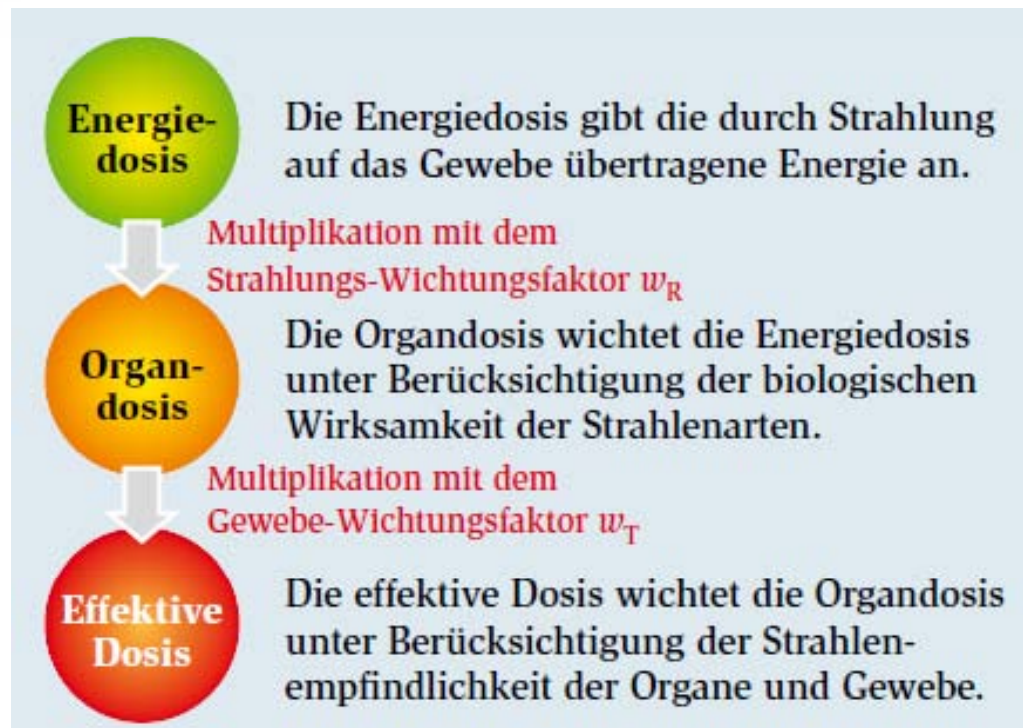 Energie-
dosis
Die Energiedosis gibt die durch Strahlung
auf das Gewebe übertragene Energie an.
Multiplikation mit dem
Strahlungs-Wichtungsfaktor w_R
Organ-
dosis
Die Organdosis wichtet die Energiedosis
unter Berücksichtigung der biologischen
Wirksamkeit der Strahlenarten.
Multiplikation mit dem
Gewebe-Wichtungsfaktor w_T
Effektive
Dosis
Die effektive Dosis wichtet die Organdosis
unter Berücksichtigung der Strahlen-
empfindlichkeit der Organe und Gewebe.